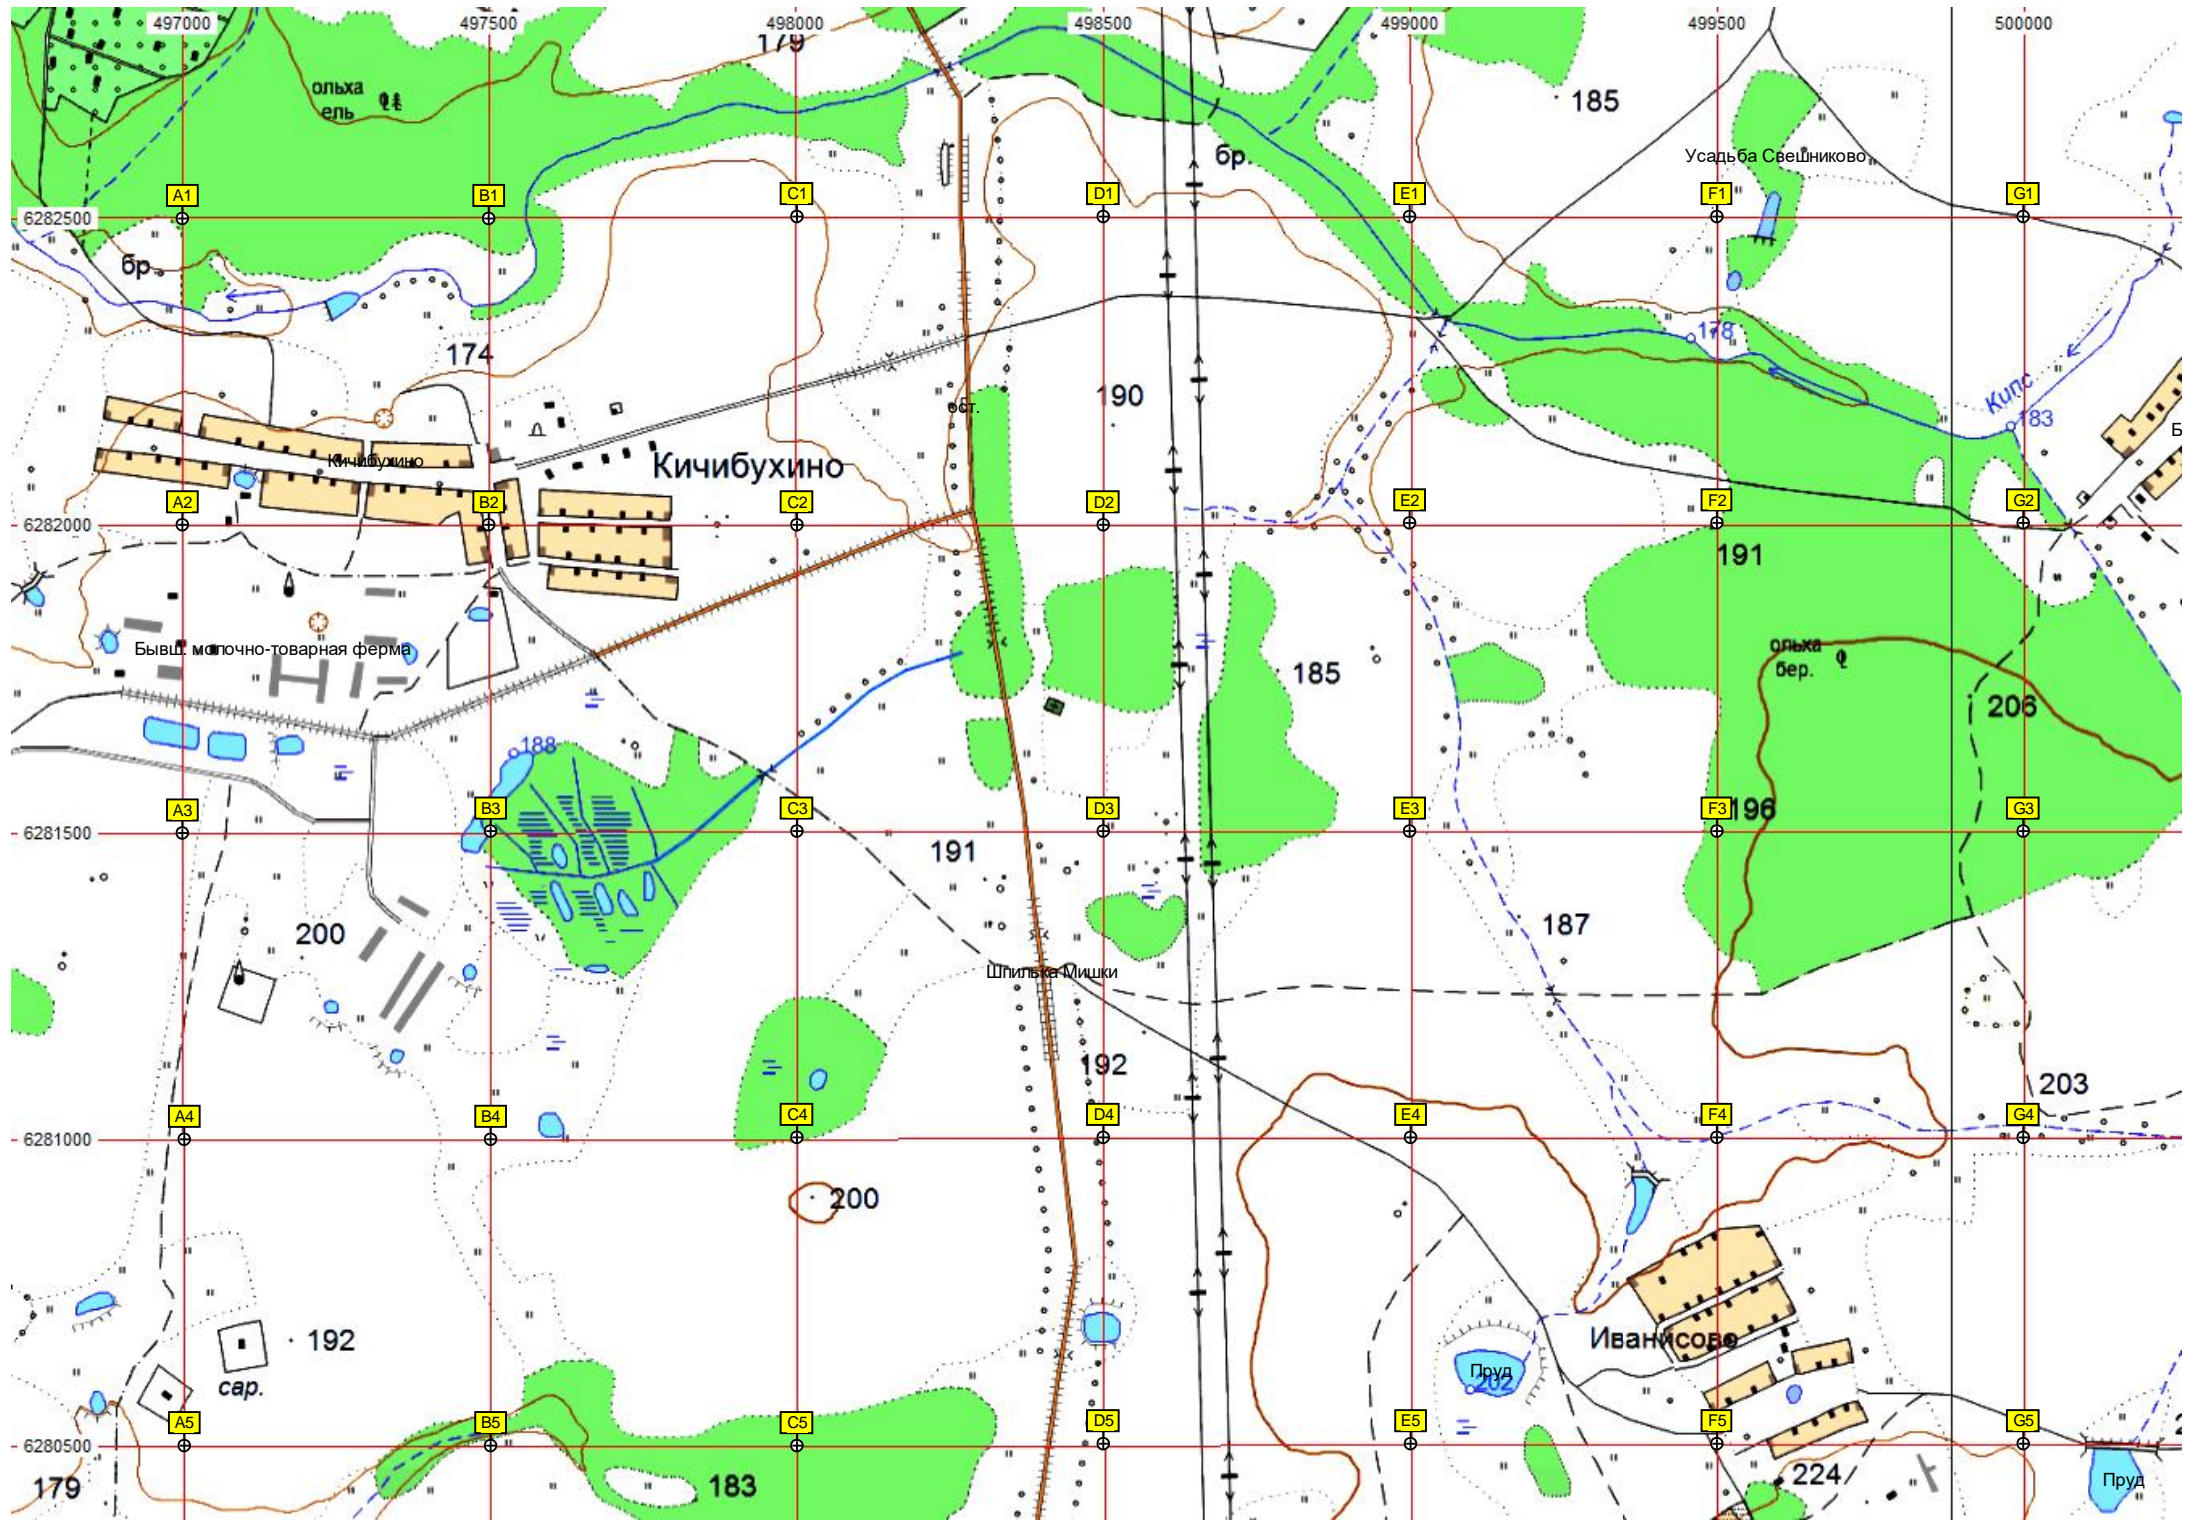 497000 497500 498000 498500 499000 499500 500000
179
ольха
ель
185
бр.
Усадьба Свешниково
A1 B1 C1 D1 E1 F1 G1
6282500
бр.
174
178
190
Кипс
ост.
183
Кичибухино
Кичибухино
Б
A2 B2 C2 D2 E2 F2 G2
6282000
191
Бывш. молочно-товарная ферма
ольха
бер.
185
206
188
A3 B3 C3 D3 E3 F3 G3
196
6281500
191
200
187
Шпилька Мишки
192
203
A4 B4 C4 D4 E4 F4 G4
6281000
200
192
Иванисово
сар.
Пруд
202
A5 B5 C5 D5 E5 F5 G5
6280500
2
179
183
224
Пруд